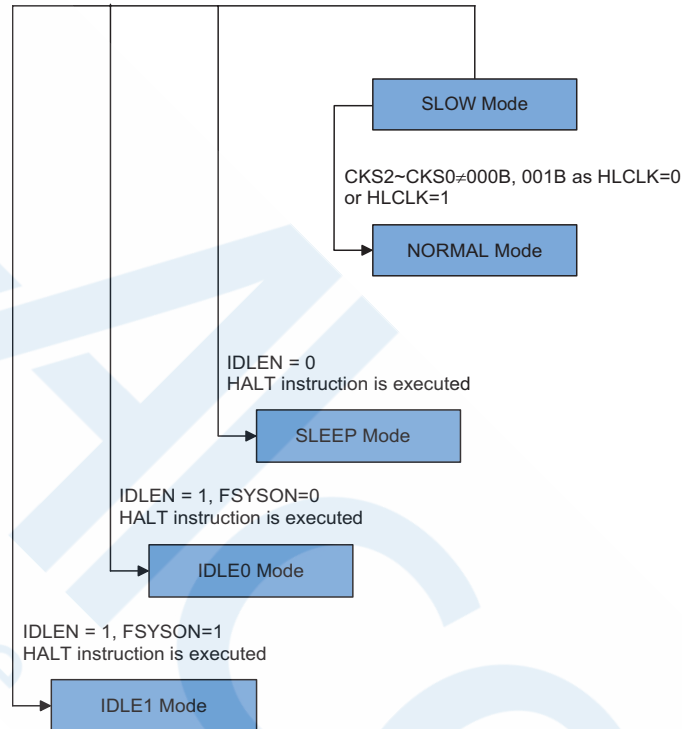 SLOW Mode
CKS2~CKS0≠000B, 001B as HLCLK=0
or HLCLK=1
NORMAL Mode
IDLEN = 0
HALT instruction is executed
SLEEP Mode
IDLEN = 1, FSYSON=0
HALT instruction is executed
IDLE0 Mode
IDLEN = 1, FSYSON=1
HALT instruction is executed
IDLE1 Mode